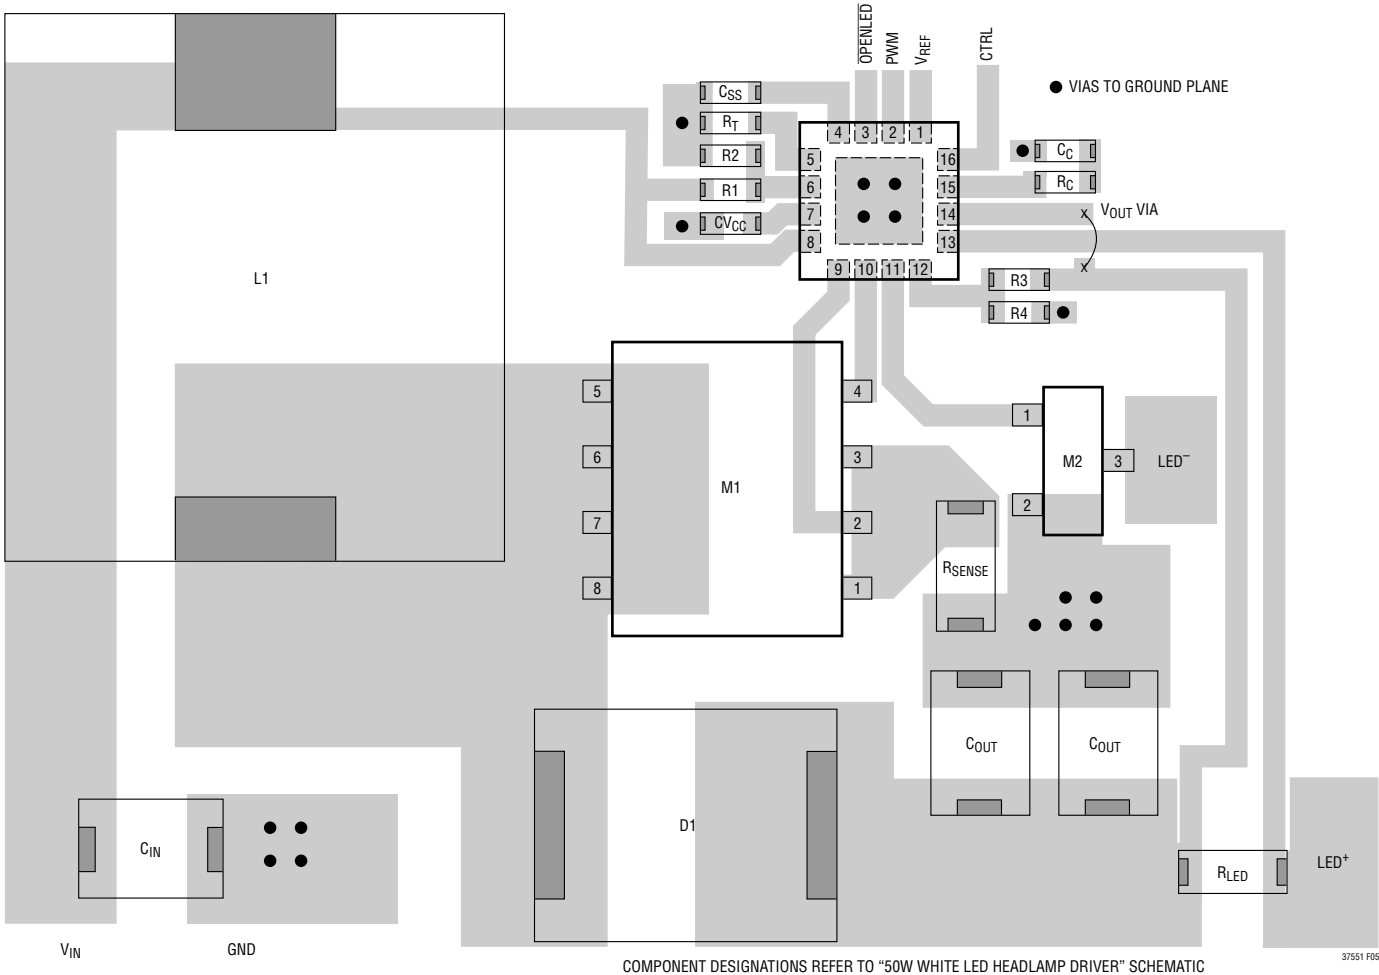 OPENLED
PWM
VREF
CTRL
VIAS TO GROUND PLANE
CSS
RT
R2
R1
CVCC
4 3 2 1
5
6
7
8
16
15
14
13
9 10 11 12
CC
RC
VOUT VIA
x
x
R3
R4
L1
5
6
7
8
M1
4
3
2
1
1
2
M2
3
LED–
RSENSE
COUT
COUT
D1
CIN
RLED
LED+
VIN
GND
COMPONENT DESIGNATIONS REFER TO “50W WHITE LED HEADLAMP DRIVER” SCHEMATIC
37551 F05